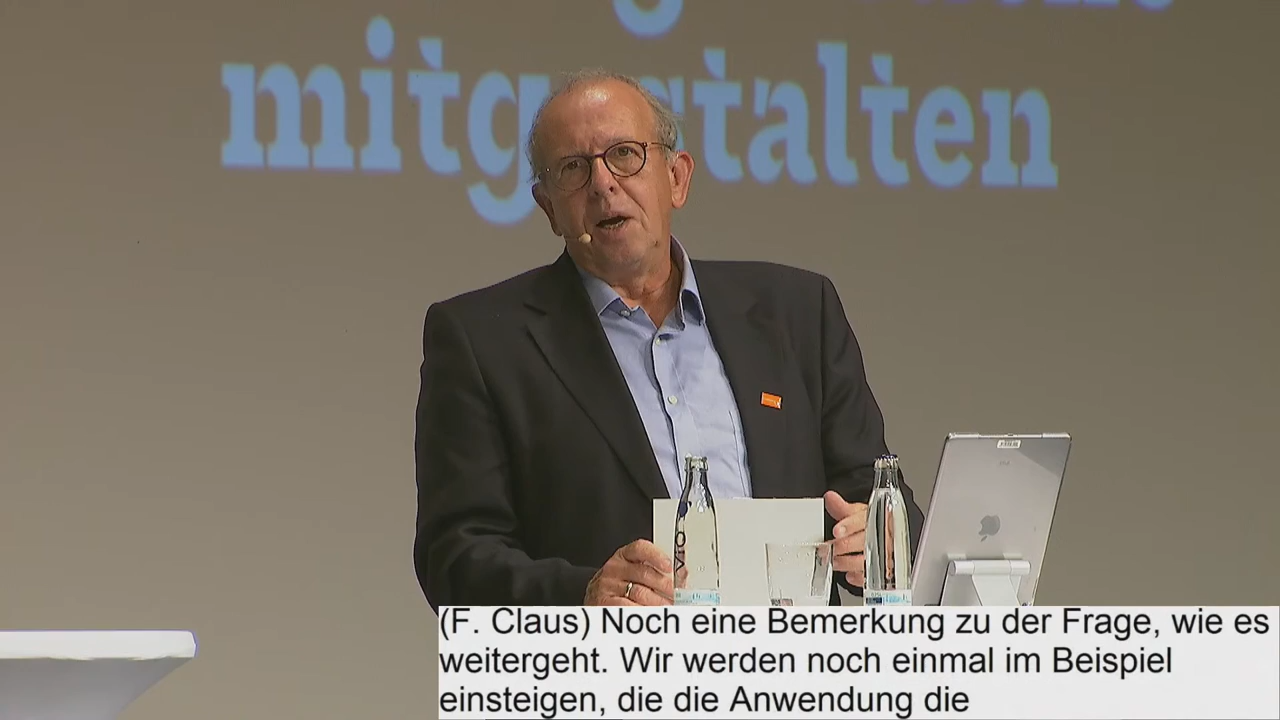 mitgestalten
(F. Claus) Noch eine Bemerkung zu der Frage, wie es
weitergeht. Wir werden noch einmal im Beispiel
einsteigen, die die Anwendung die